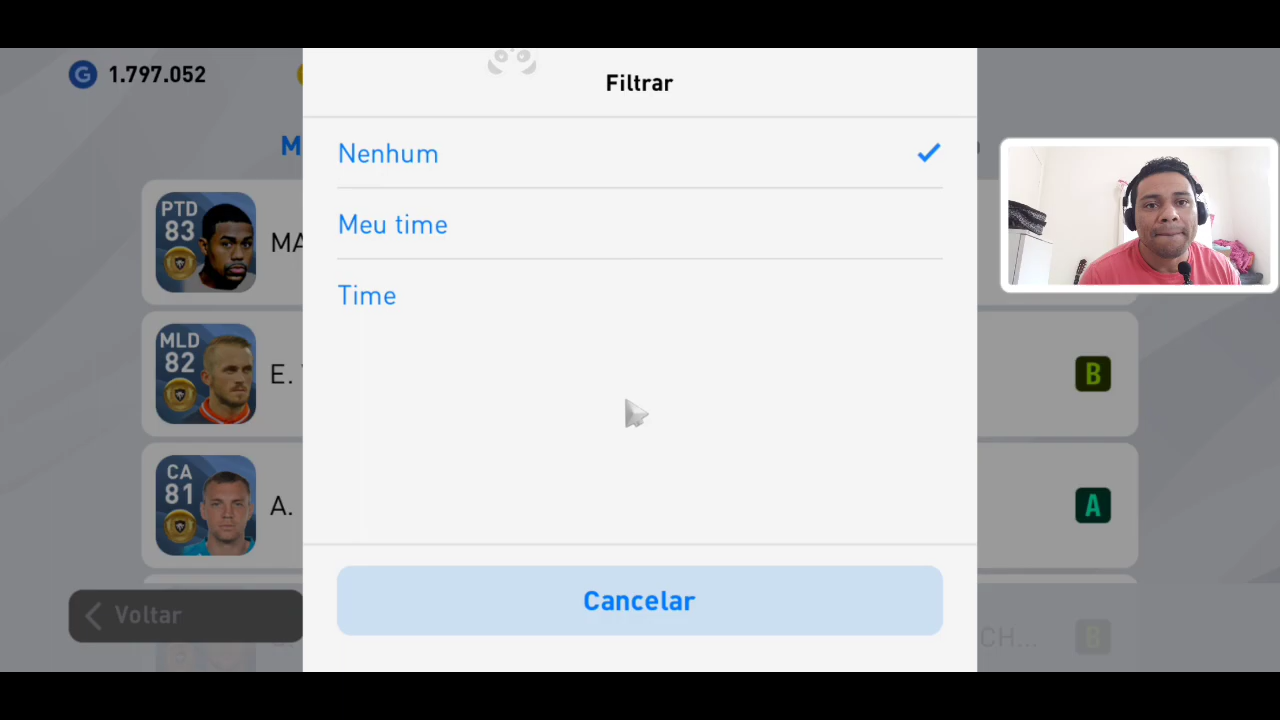 G 1.797.052
Filtrar
M
Nenhum
Meu time
Time
PTD
83
MA
MLD
82
E.
B
CA
81
A.
A
Cancelar
Voltar
CH...
B